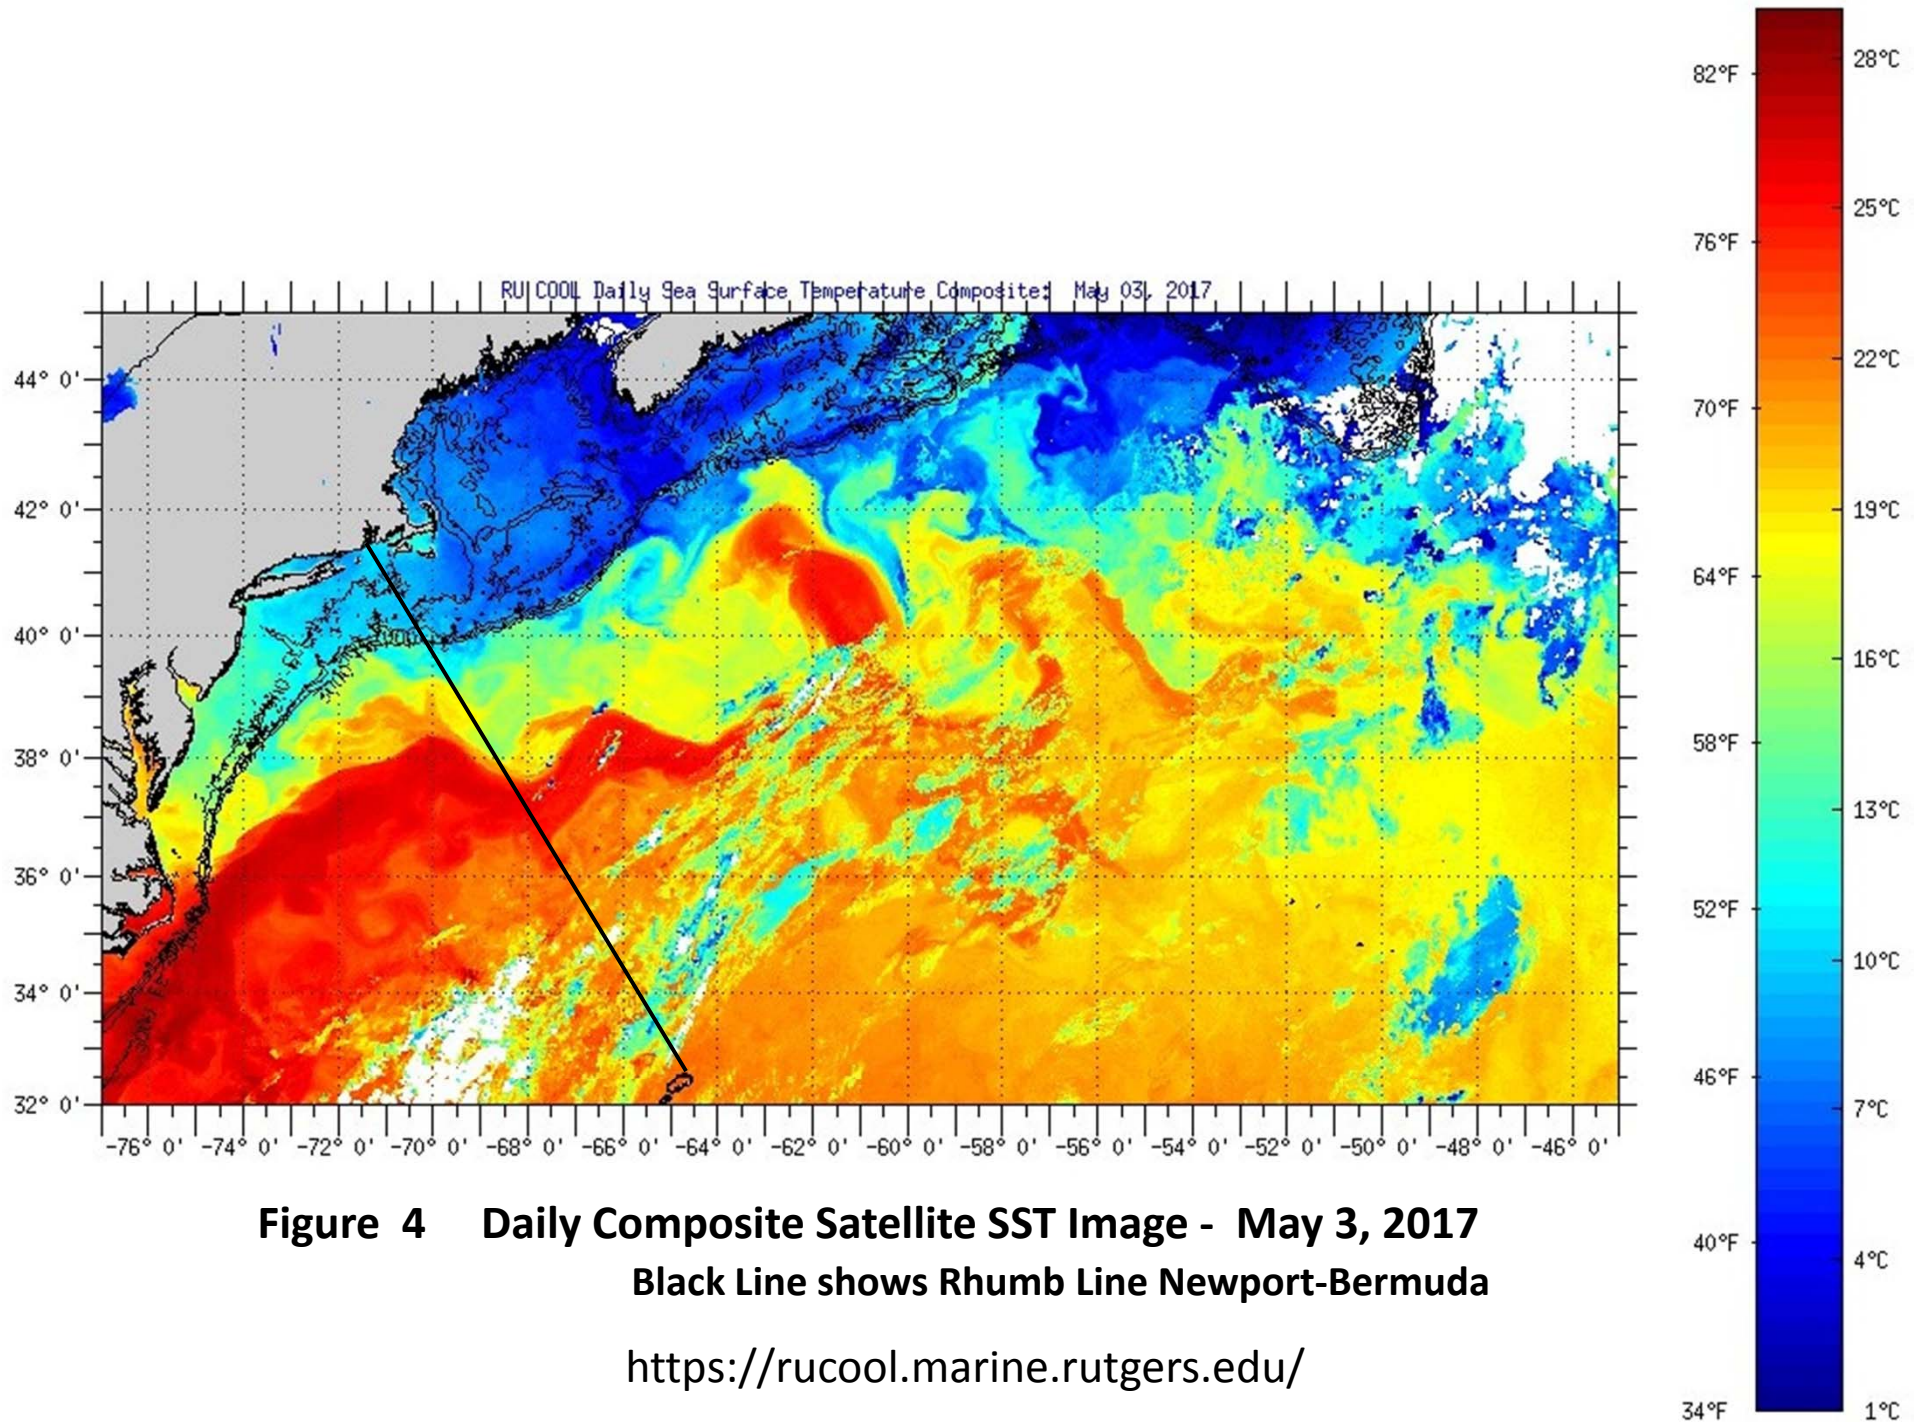 82°F
28°C
25°C
76°F
RU COOL Daily Sea Surface Temperature Composite: May 03, 2017
22°C
44° 0'
70°F
42° 0'
19°C
64°F
40° 0'
16°C
38° 0'
58°F
13°C
36° 0'
52°F
10°C
34° 0'
46°F
7°C
32° 0'
-76° 0' -74° 0' -72° 0' -70° 0' -68° 0' -66° 0' -64° 0' -62° 0' -60° 0' -58° 0' -56° 0' -54° 0' -52° 0' -50° 0' -48° 0' -46° 0'
Figure 4 Daily Composite Satellite SST Image - May 3, 2017
40°F
4°C
Black Line shows Rhumb Line Newport-Bermuda
https://rucool.marine.rutgers.edu/
34°F
1°C